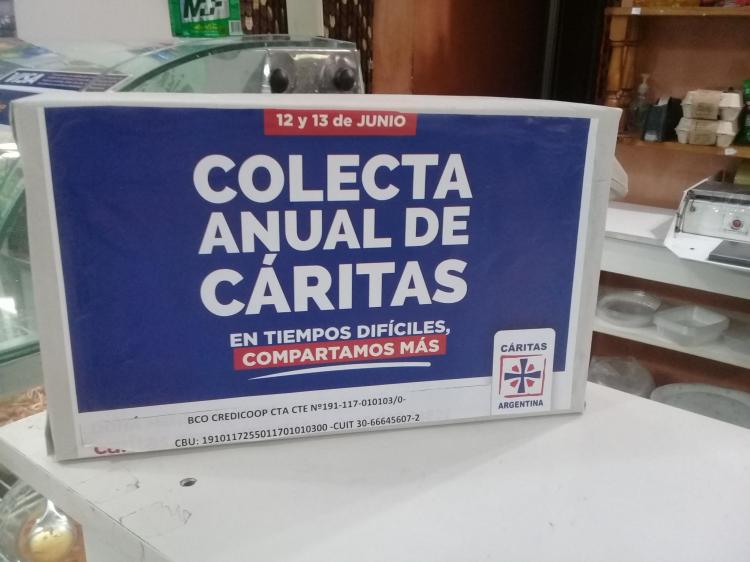 VISA
12 y 13 de JUNIO
COLECTA
ANUAL DE
CÁRITAS
EN TIEMPOS DIFÍCILES,
COMPARTAMOS MÁS
CÁRITAS
ARGENTINA
BCO CREDICOOP CTA CTE Nº191-117-010103/0-
CBU: 1910117255011701010300 -CUIT 30-66645607-2